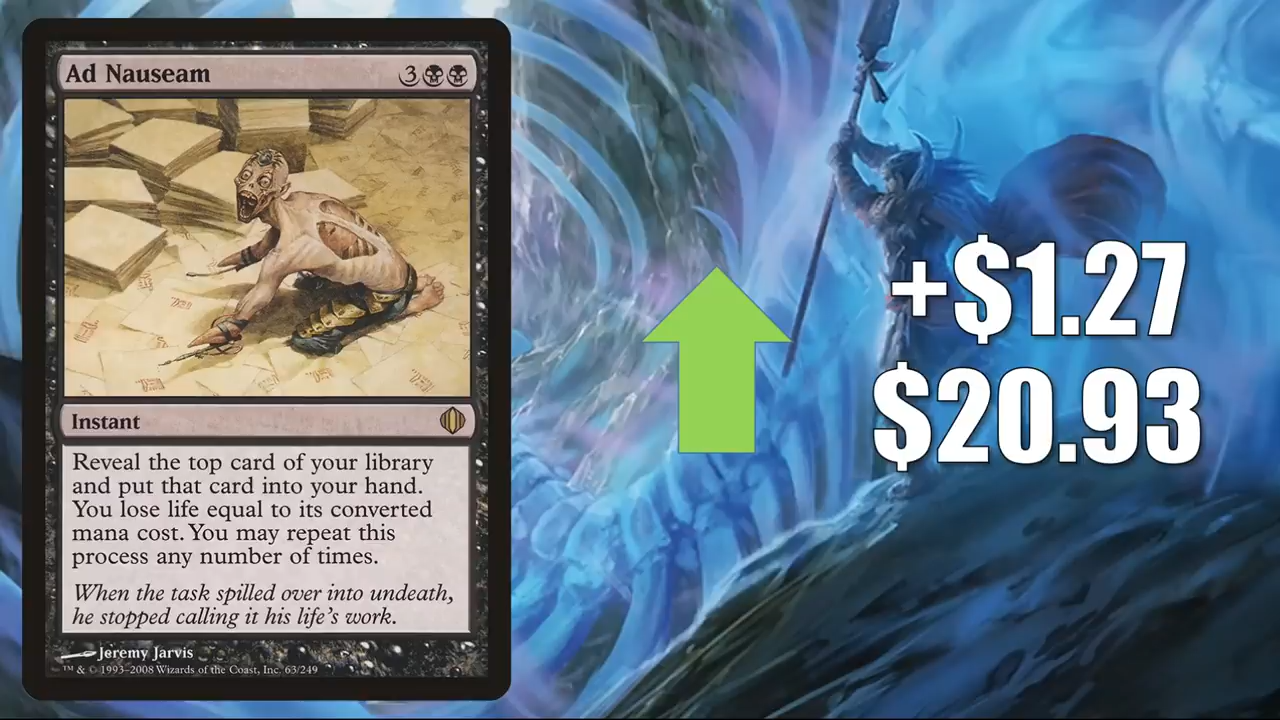 Ad Nauseam
3
Instant
Reveal the top card of your library
and put that card into your hand.
You lose life equal to its converted
mana cost. You may repeat this
process any number of times.
When the task spilled over into undeath,
he stopped calling it his life's work.
Jeremy Jarvis
™ & © 1993–2008 Wizards of the Coast, Inc. 63/249
+$1.27
$20.93